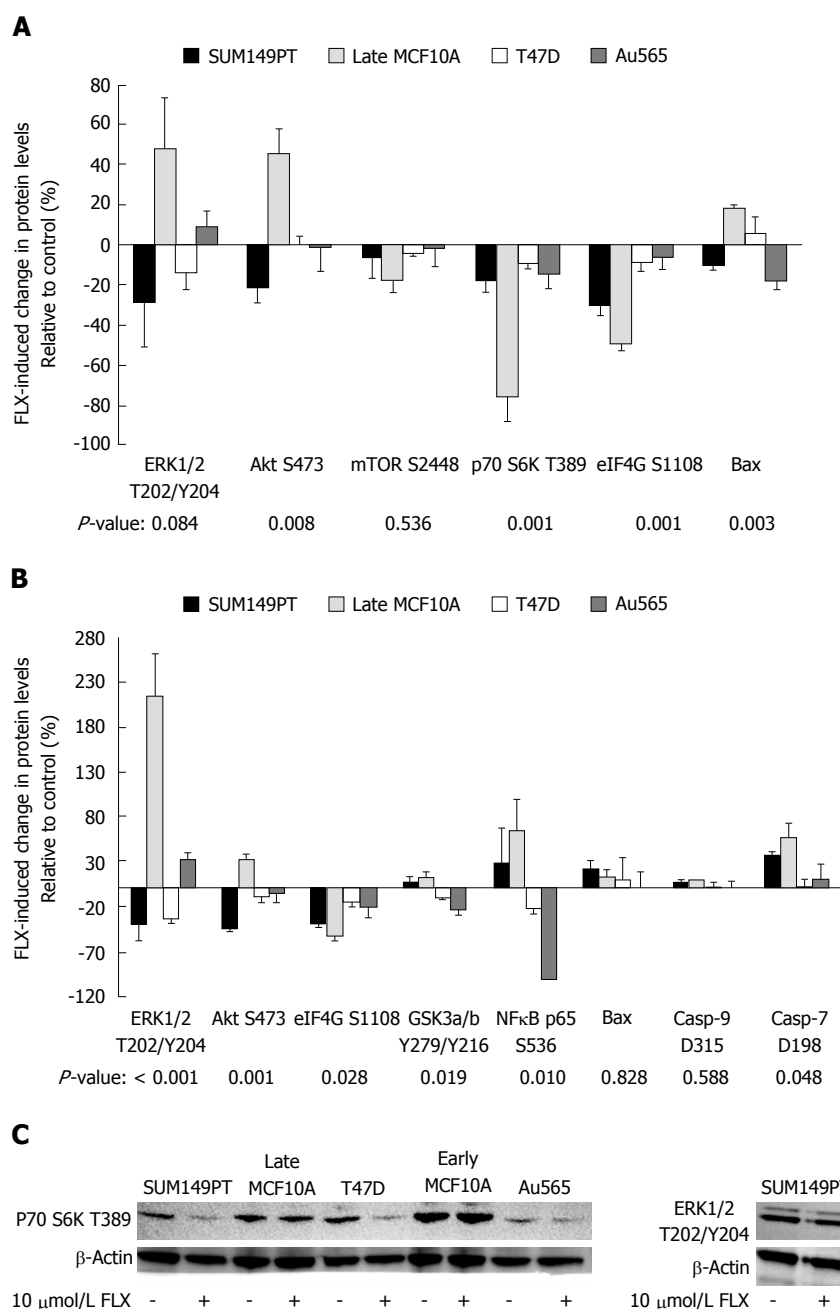 A
SUM149PT Late MCF10A T47D Au565
FLX-induced change in protein levels
Relative to control (%)
80
60
40
20
0
-20
-40
-60
-80
-100
ERK1/2 T202/Y204 Akt S473 mTOR S2448 p70 S6K T389 eIF4G S1108 Bax
P-value: 0.084 0.008 0.536 0.001 0.001 0.003
B
SUM149PT Late MCF10A T47D Au565
FLX-induced change in protein levels
Relative to control (%)
280
230
180
130
80
30
-20
-70
-120
ERK1/2 Akt S473 eIF4G S1108 GSK3a/b NFκB p65 Bax Casp-9 Casp-7
T202/Y204 Y279/Y216 S536 D315 D198
P-value: < 0.001 0.001 0.028 0.019 0.010 0.828 0.588 0.048
C
SUM149PT Late MCF10A T47D Early MCF10A Au565
P70 S6K T389
β-Actin
10 μmol/L FLX - + - + - + - + - +
SUM149P
ERK1/2
T202/Y204
β-Actin
10 μmol/L FLX - +